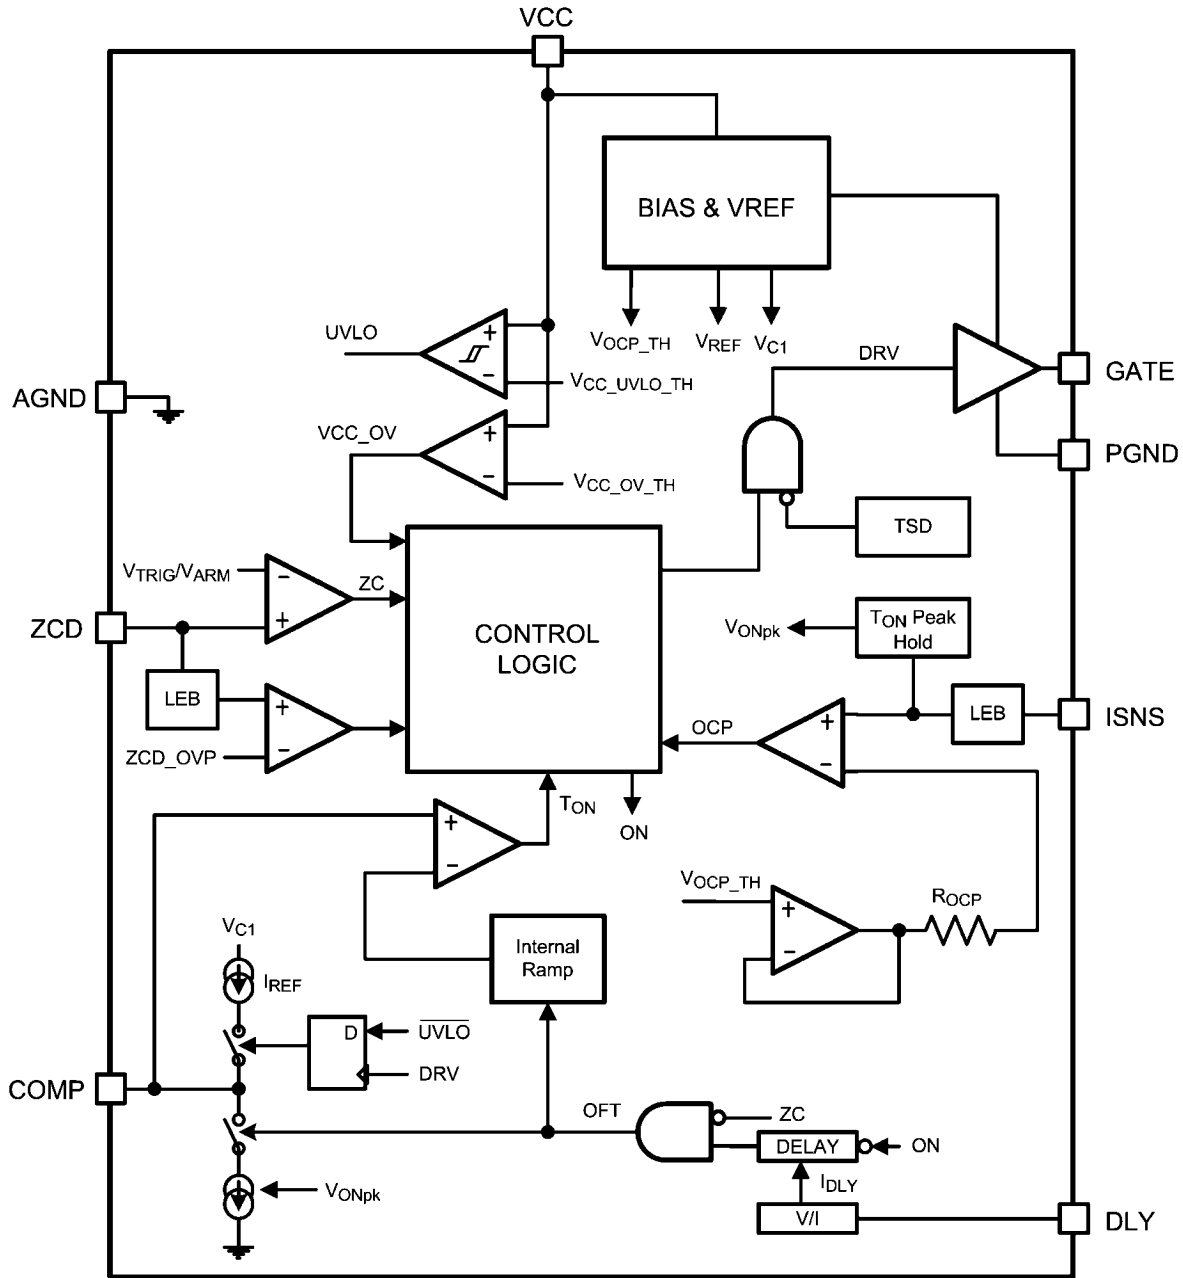 VCC
BIAS & VREF
UVLO
+
−
VOCP_TH
VREF
VC1
DRV
GATE
VCC_UVLO_TH
AGND
VCC_OV
+
−
PGND
VCC_OV_TH
TSD
VTRIG/VARM
−
+
ZC
ZCD
CONTROL
LOGIC
VONpk
TON Peak
Hold
LEB
+
−
ZCD_OVP
OCP
+
−
LEB
ISNS
TON
ON
+
−
VOCP_TH
+
−
ROCP
VC1
IREF
Internal
Ramp
D
UVLO
DRV
COMP
OFT
ZC
DELAY
ON
IDLY
VONpk
V/I
DLY